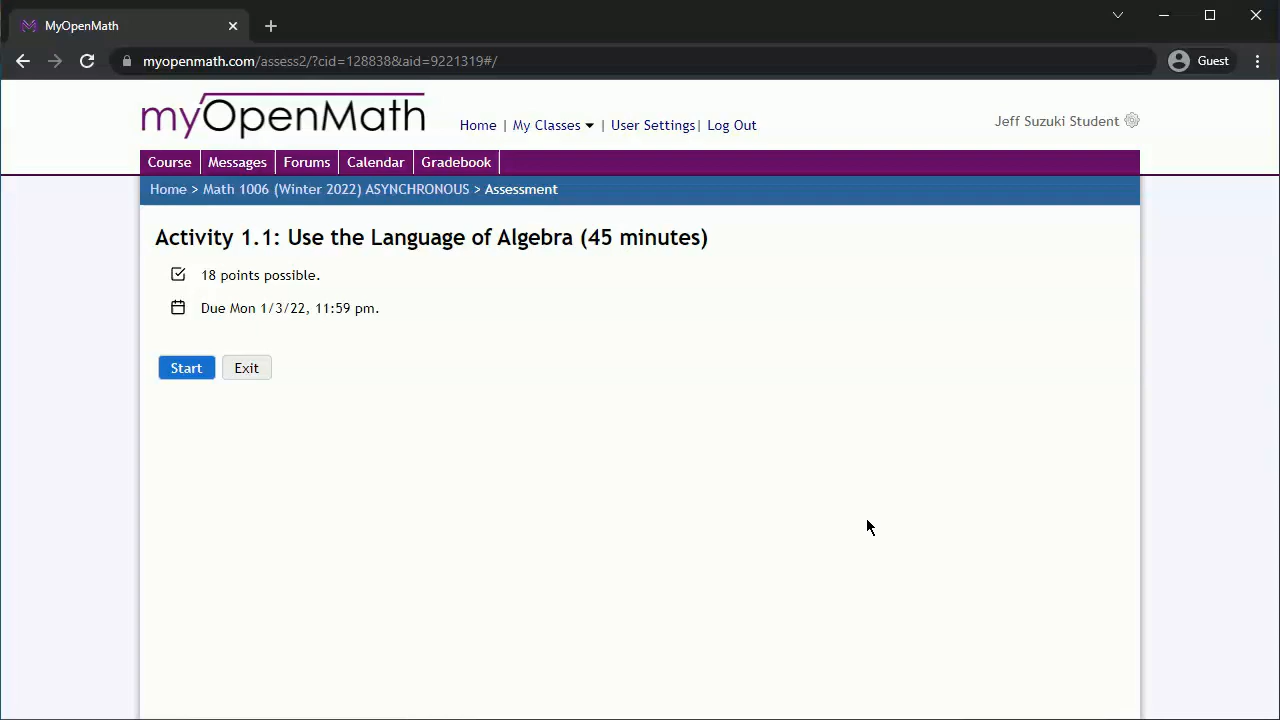 MyOpenMath
myopenmath.com/assess2/?cid=128838&aid=9221319#/
Guest
myOpenMath
Home | My Classes | User Settings | Log Out
Jeff Suzuki Student
Course Messages Forums Calendar Gradebook
Home > Math 1006 (Winter 2022) ASYNCHRONOUS > Assessment
Activity 1.1: Use the Language of Algebra (45 minutes)
18 points possible.
Due Mon 1/3/22, 11:59 pm.
Start Exit